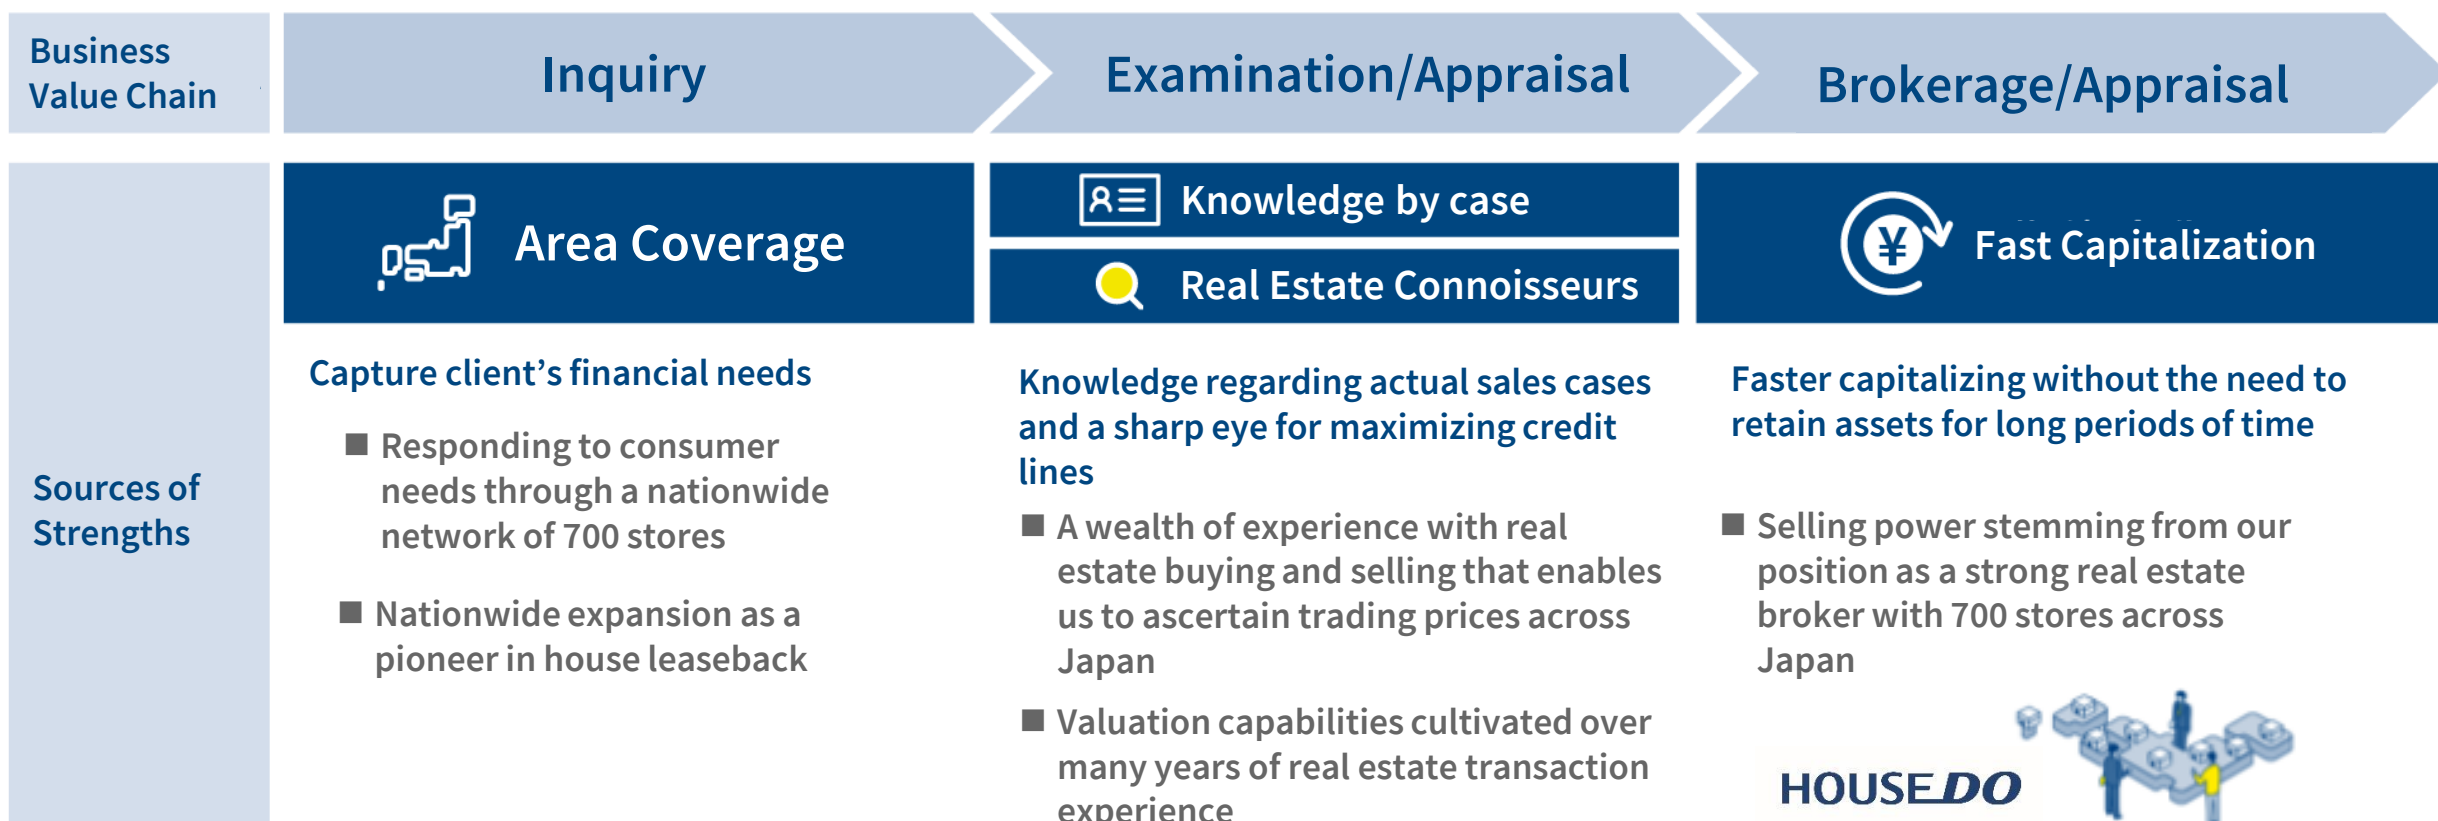 Business
Value Chain
Inquiry
Examination/Appraisal
Brokerage/Appraisal
Sources of
Strengths
Area Coverage
Capture client’s financial needs
■ Responding to consumer
needs through a nationwide
network of 700 stores
■ Nationwide expansion as a
pioneer in house leaseback
Knowledge by case
Real Estate Connoisseurs
Knowledge regarding actual sales cases
and a sharp eye for maximizing credit
lines
■ A wealth of experience with real
estate buying and selling that enables
us to ascertain trading prices across
Japan
■ Valuation capabilities cultivated over
many years of real estate transaction
experience
¥
Fast Capitalization
Faster capitalizing without the need to
retain assets for long periods of time
■ Selling power stemming from our
position as a strong real estate
broker with 700 stores across
Japan
HOUSEDO